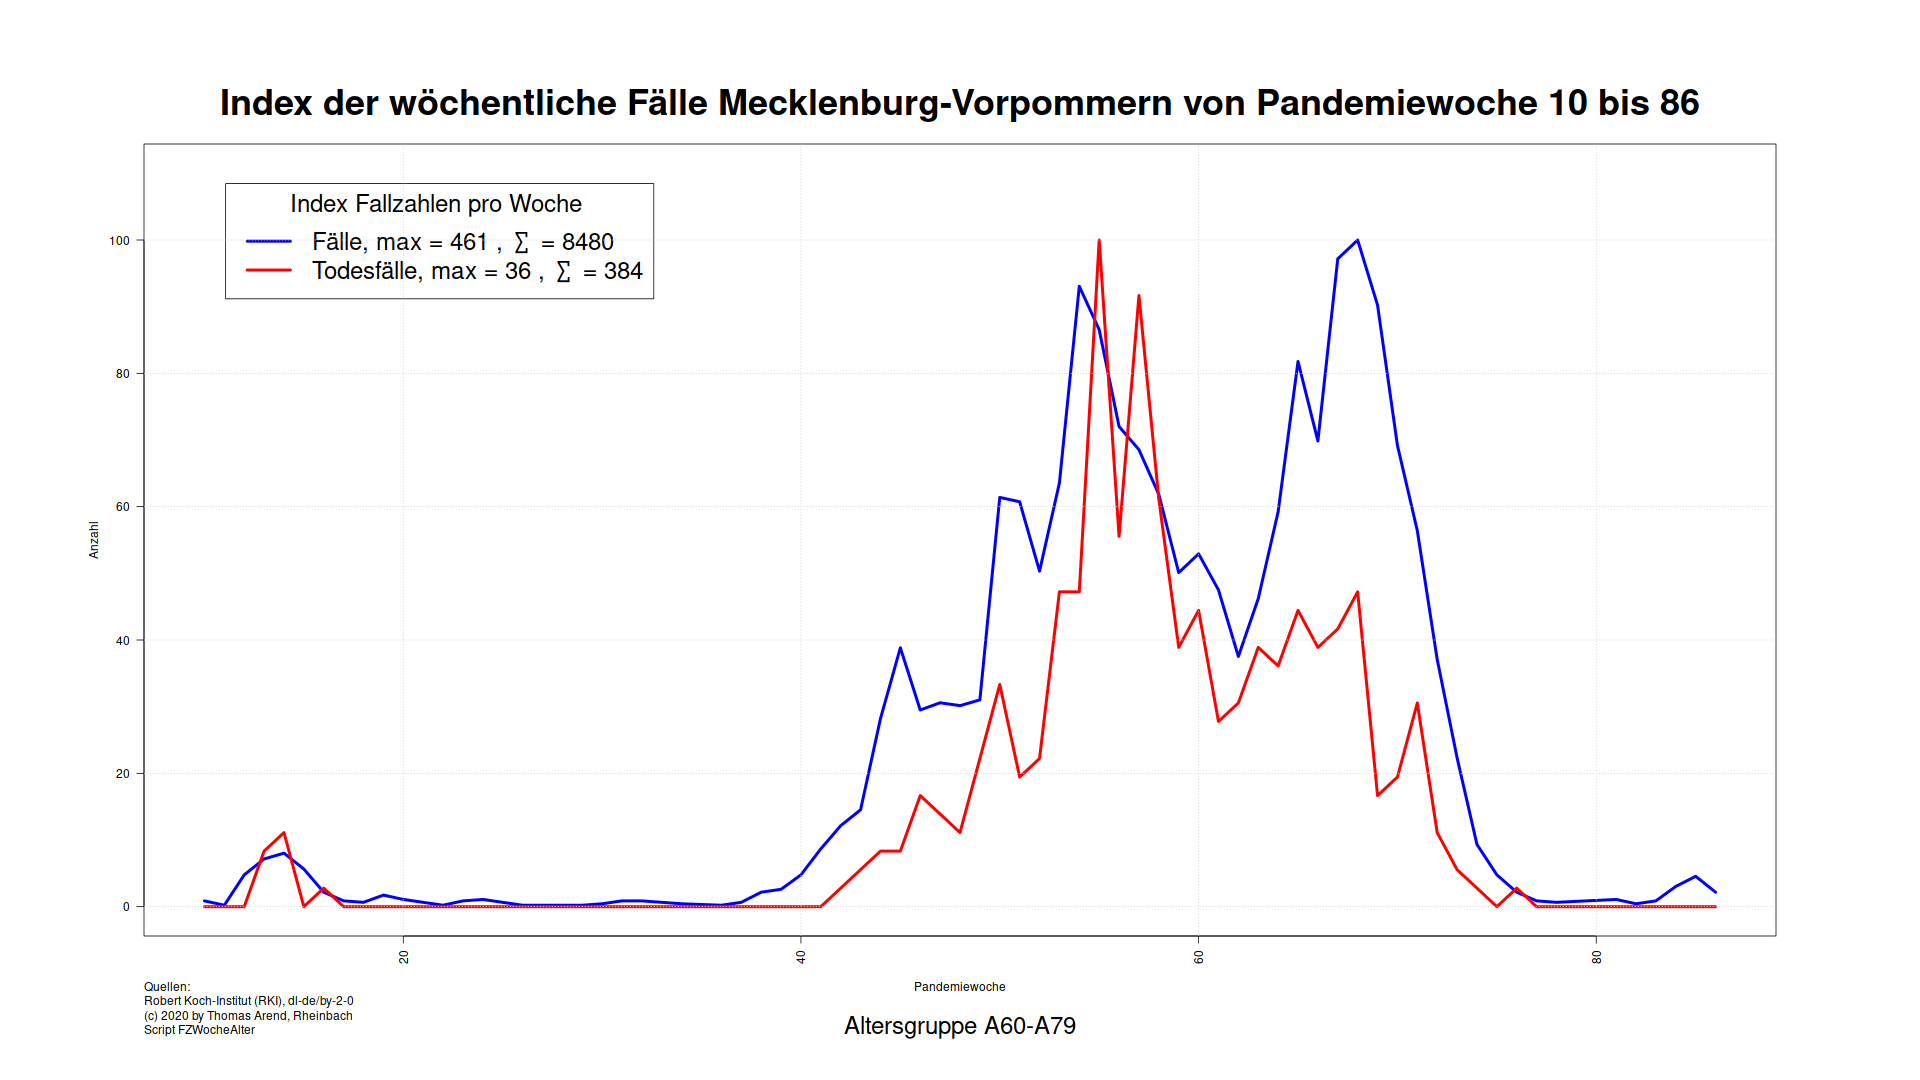 Index der wöchentliche Fälle Mecklenburg-Vorpommern von Pandemiewoche 10 bis 86
Index Fallzahlen pro Woche
Fälle, max = 461 , ∑ = 8480
Todesfälle, max = 36 , ∑ = 384
100
80
60
40
20
0
Anzahl
20
40
60
80
Pandemiewoche
Quellen:
Robert Koch-Institut (RKI), dl-de/by-2-0
(c) 2020 by Thomas Arend, Rheinbach
Script FZWocheAlter
Altersgruppe A60-A79